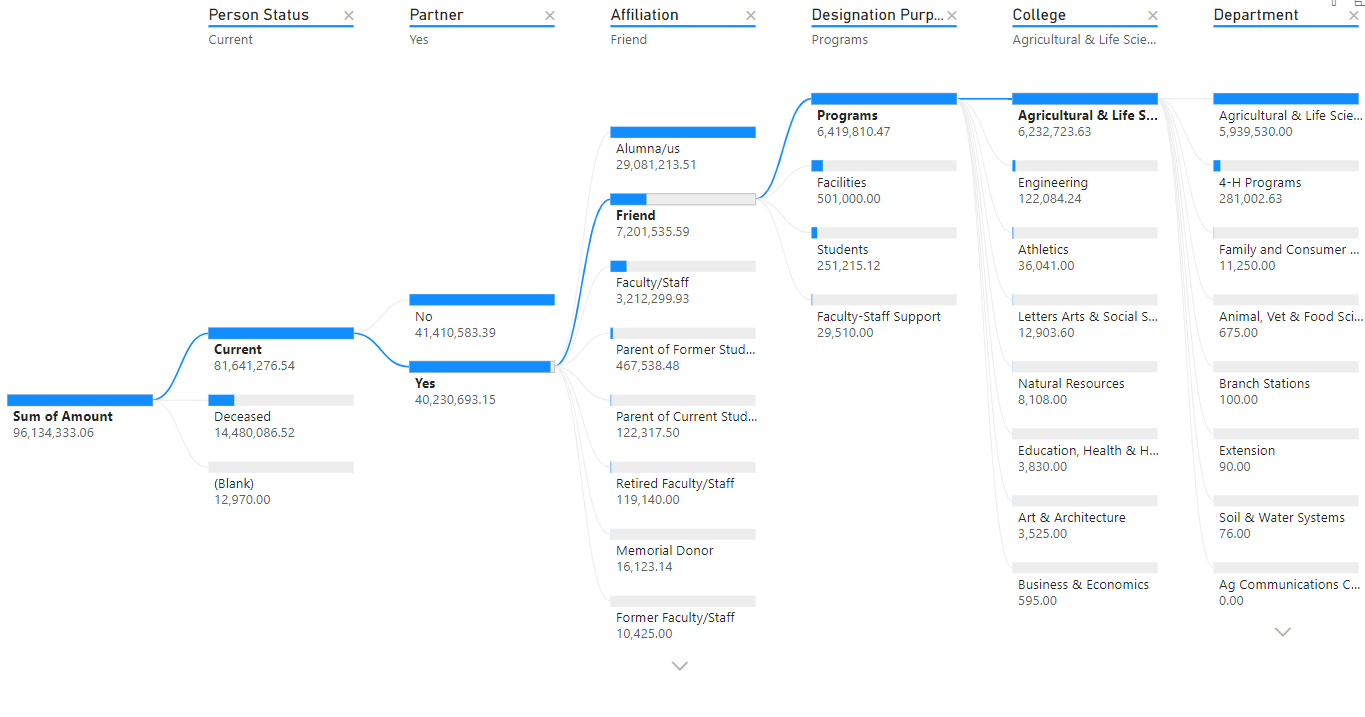 Person Status
Current
Partner
Yes
Affiliation
Friend
Designation Purp...
Programs
College
Agricultural & Life Scie...
Department
Sum of Amount
96,134,333.06
Current
81,641,276.54
Deceased
14,480,086.52
(Blank)
12,970.00
No
41,410,583.39
Yes
40,230,693.15
Alumna/us
29,081,213.51
Friend
7,201,535.59
Faculty/Staff
3,212,299.93
Parent of Former Stud...
467,538.48
Parent of Current Stud...
122,317.50
Retired Faculty/Staff
119,140.00
Memorial Donor
16,123.14
Former Faculty/Staff
10,425.00
Programs
6,419,810.47
Facilities
501,000.00
Students
251,215.12
Faculty-Staff Support
29,510.00
Agricultural & Life S...
6,232,723.63
Engineering
122,084.24
Athletics
36,041.00
Letters Arts & Social S...
12,903.60
Natural Resources
8,108.00
Education, Health & H...
3,830.00
Art & Architecture
3,525.00
Business & Economics
595.00
Agricultural & Life Scie...
5,939,530.00
4-H Programs
281,002.63
Family and Consumer ...
11,250.00
Animal, Vet & Food Sci...
675.00
Branch Stations
100.00
Extension
90.00
Soil & Water Systems
76.00
Ag Communications C...
0.00